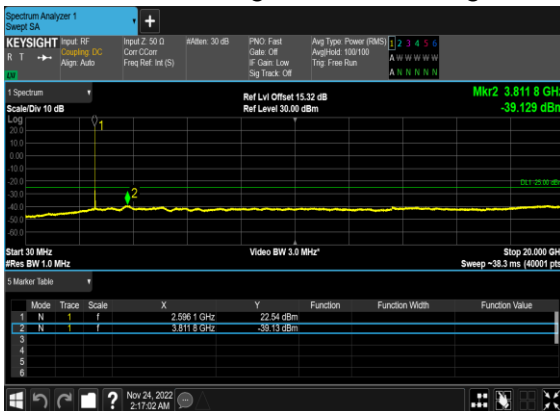 Spectrum Analyzer 1
Swept SA
KEYSIGHT Input: RF Input Z: 50 Ω #Atten: 30 dB PNO: Fast Avg Type: Power (RMS) 1 2 3 4 5 6
R T Coupling: DC Corr CCorr Gate: Off Avg|Hold: 100/100 A W W W W W
Align: Auto Freq Ref: Int (S) IF Gain: Low Trig: Free Run
LV Sig Track: Off A N N N N N
1 Spectrum Ref Lvl Offset 15.32 dB Mkr2 3.811 8 GHz
Scale/Div 10 dB Ref Level 30.00 dBm -39.129 dBm
Log
20.0
10.0
0.00
-10.0
-20.0
-30.0
-40.0
-50.0
-60.0
1
2
DL1 -25.00 dBm
Start 30 MHz Video BW 3.0 MHz* Stop 20.000 GHz
#Res BW 1.0 MHz Sweep ~38.3 ms (40001 pts)
5 Marker Table
Mode Trace Scale X Y Function Function Width Function Value
1 N 1 f 2.596 1 GHz 22.54 dBm
2 N 1 f 3.811 8 GHz -39.13 dBm
3
4
5
6
? Nov 24, 2022
2:17:02 AM